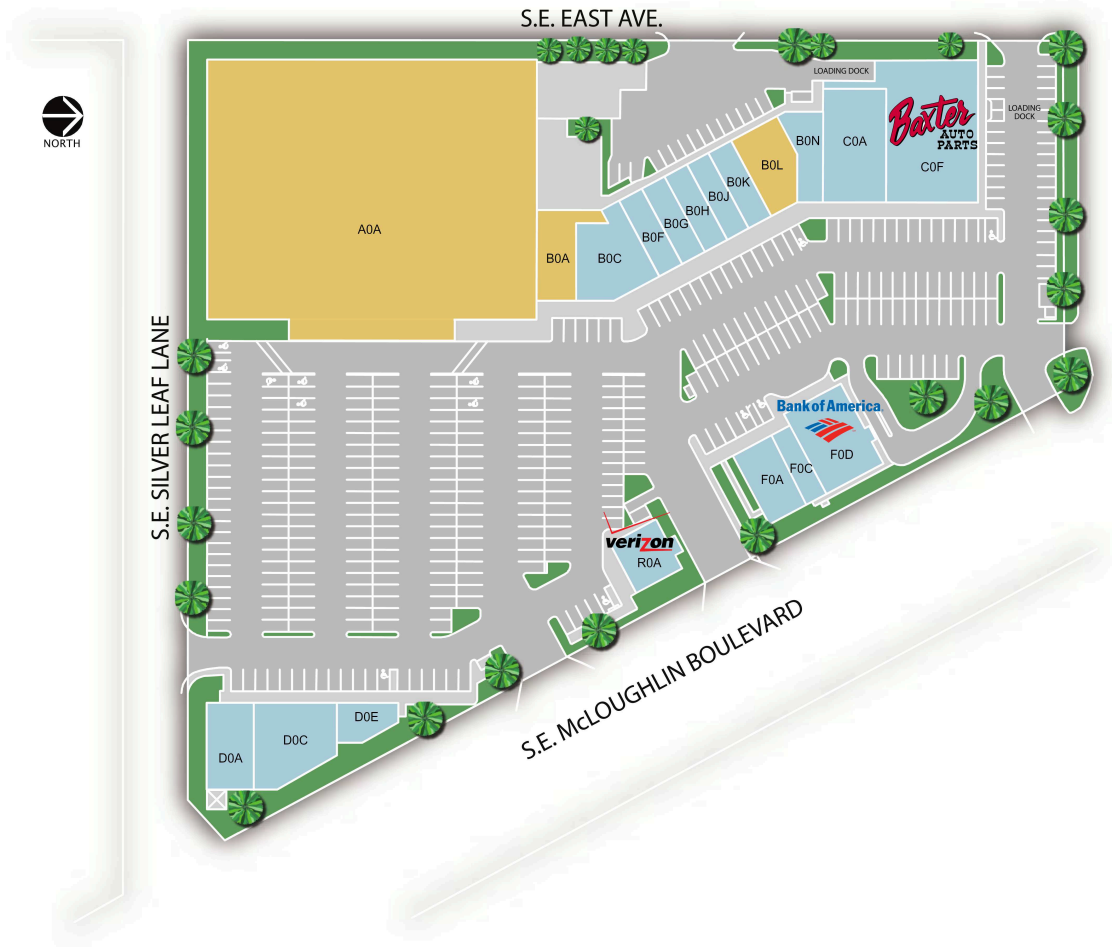 S.E. EAST AVE.
NORTH
LOADING DOCK
LOADING
DOCK
Baxter
AUTO
PARTS
A0A
B0A
B0C
B0F
B0G
B0H
B0J
B0K
B0L
B0N
C0A
C0F
S.E. SILVER LEAF LANE
Bank of America
F0A
F0C
F0D
verizon
R0A
S.E. McLOUGHLIN BOULEVARD
D0A
D0C
D0E